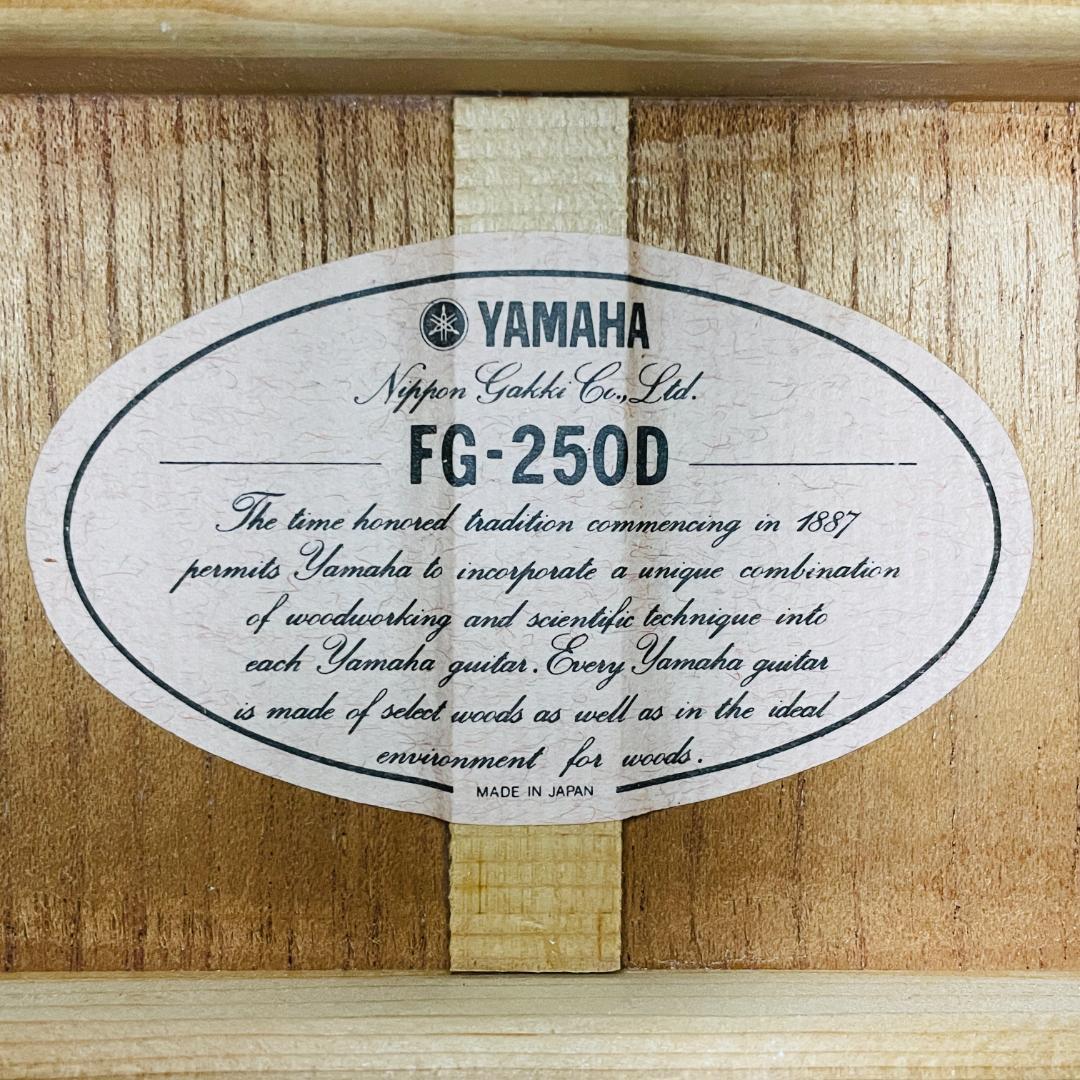 YAMAHA
Nippon Gakki Co., Ltd.
FG-250D
The time honored tradition commencing in 1887
permits Yamaha to incorporate a unique combination
of woodworking and scientific technique into
each Yamaha guitar. Every Yamaha guitar
is made of select woods as well as in the ideal
environment for woods.
MADE IN JAPAN